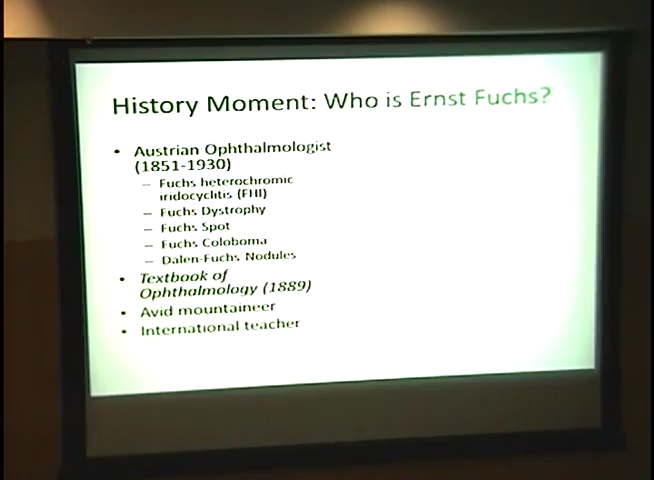 History Moment: Who is Ernst Fuchs?
• Austrian Ophthalmologist
(1851-1930)
– Fuchs heterochromic
iridocyclitis (FHI)
– Fuchs Dystrophy
– Fuchs Spot
– Fuchs Coloboma
– Dalen-Fuchs Nodules
• Textbook of
Ophthalmology (1889)
• Avid mountaineer
• International teacher